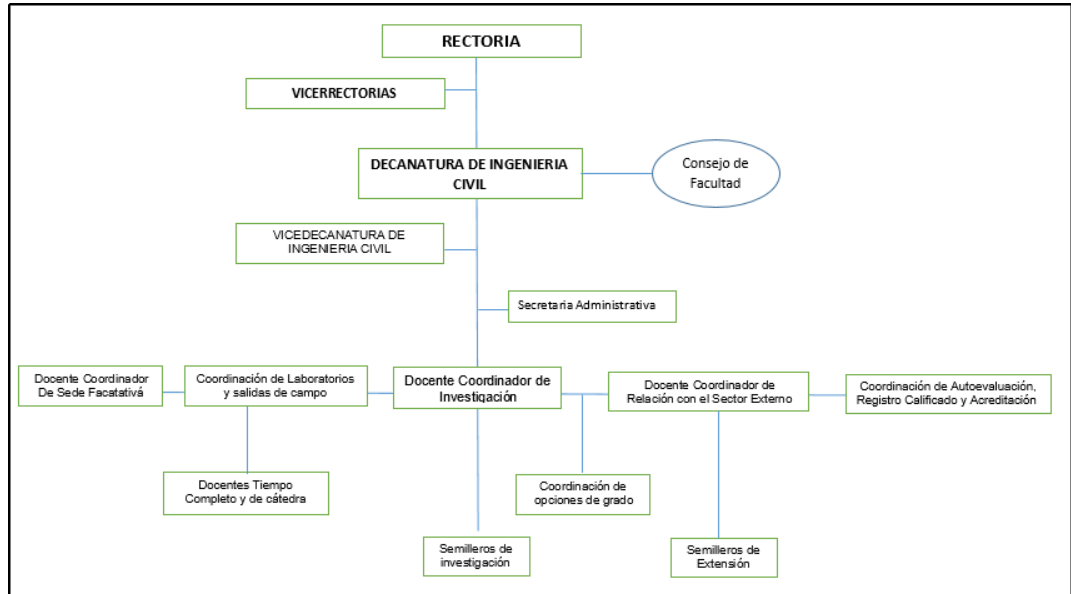 RECTORIA
VICERRECTORIAS
DECANATURA DE INGENIERIA
CIVIL
Consejo de
Facultad
VICEDECANATURA DE
INGENIERIA CIVIL
Secretaria Administrativa
Docente Coordinador
De Sede Facatativá
Coordinación de Laboratorios
y salidas de campo
Docente Coordinador de
Investigación
Docente Coordinador de
Relación con el Sector Externo
Coordinación de Autoevaluación,
Registro Calificado y Acreditación
Docentes Tiempo
Completo y de cátedra
Coordinación de
opciones de grado
Semilleros de
investigación
Semilleros de
Extensión